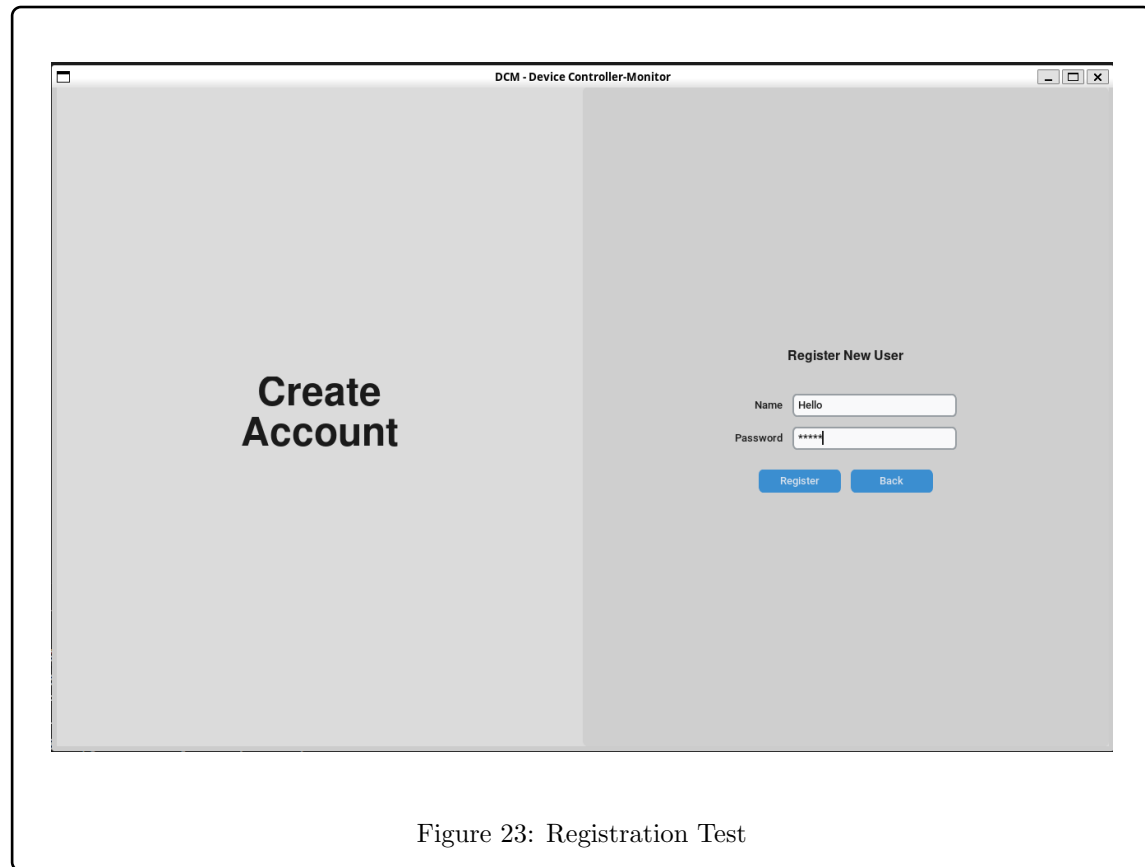 DCM - Device Controller-Monitor
Create
Account
Register New User
Name Hello
Password *****
Register Back
Figure 23: Registration Test